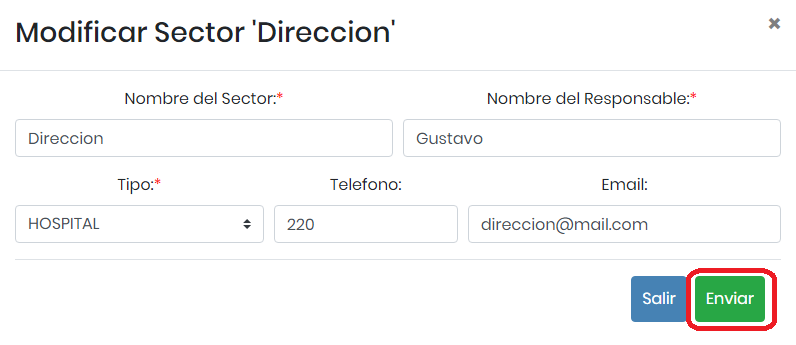 Modificar Sector 'Direccion'
×
Nombre del Sector:* Nombre del Responsable:*
Direccion Gustavo
Tipo:* Telefono: Email:
HOSPITAL 220 direccion@mail.com
Salir Enviar